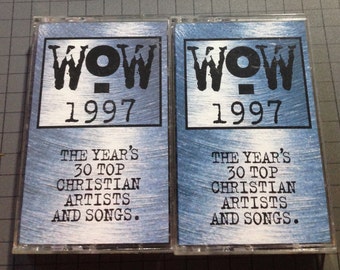 WOW
1997
THE YEAR'S
30 TOP
CHRISTIAN
ARTISTS
AND SONGS.
WOW
1997
THE YEAR'S
30 TOP
CHRISTIAN
ARTISTS
AND SONGS.